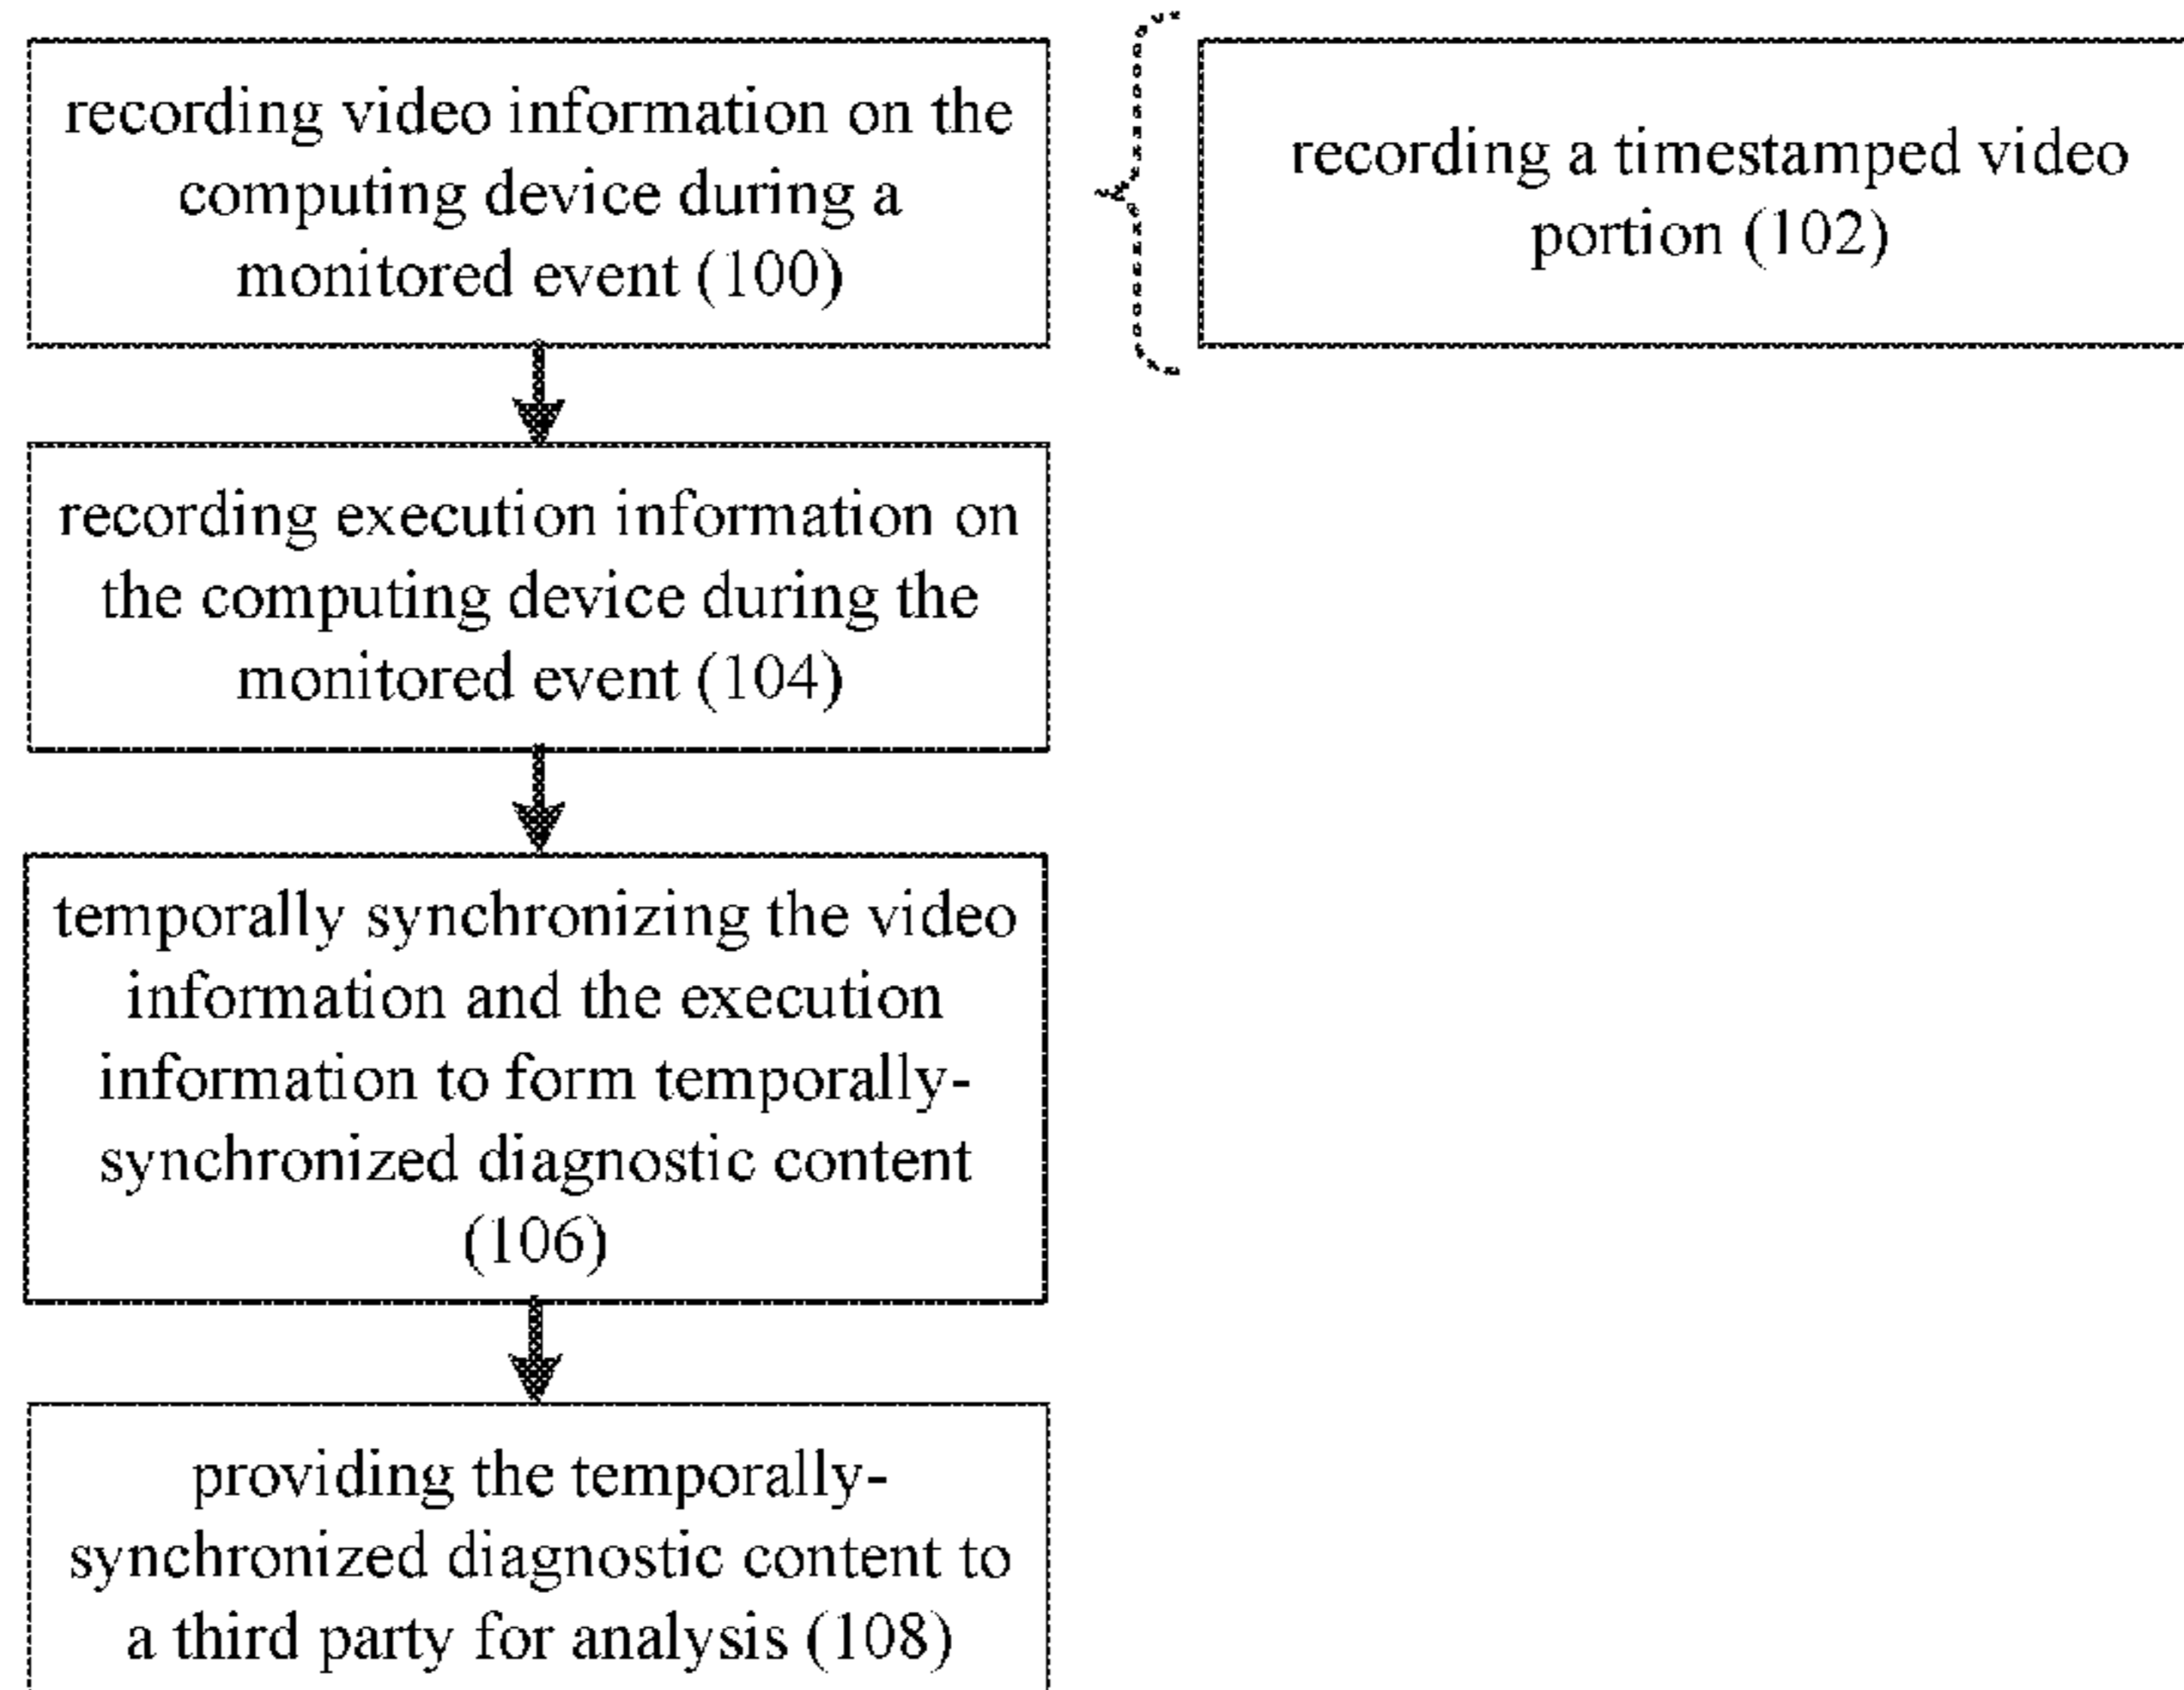 recording video information on the
computing device during a
monitored event (100)
recording a timestamped video
portion (102)
recording execution information on
the computing device during the
monitored event (104)
temporally synchronizing the video
information and the execution
information to form temporally-
synchronized diagnostic content
(106)
providing the temporally-
synchronized diagnostic content to
a third party for analysis (108)